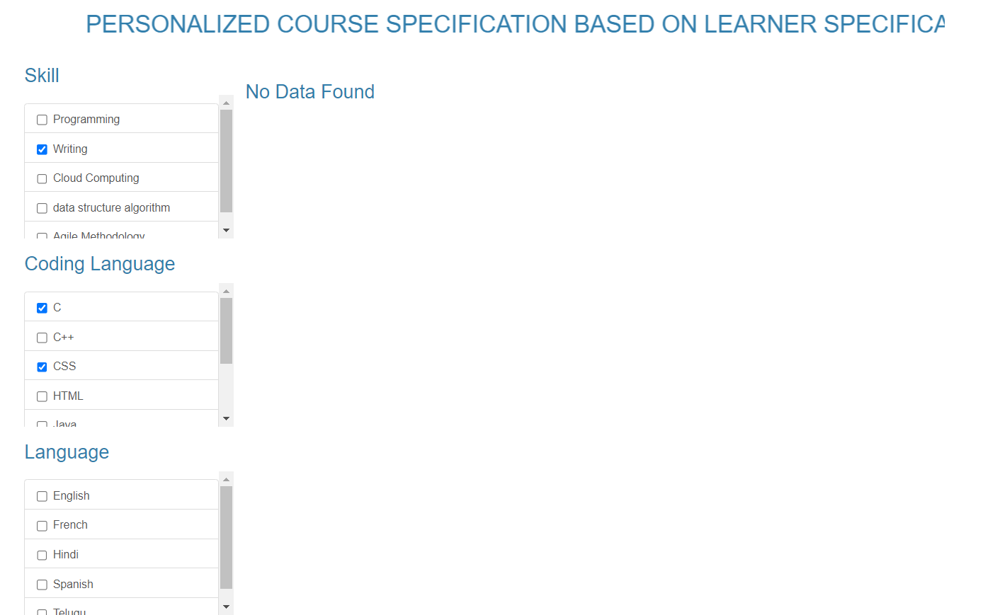 PERSONALIZED COURSE SPECIFICATION BASED ON LEARNER SPECIFICA
Skill
Programming
Writing
Cloud Computing
data structure algorithm
Agile Methodology
No Data Found
Coding Language
C
C++
CSS
HTML
Java
Language
English
French
Hindi
Spanish
Telugu